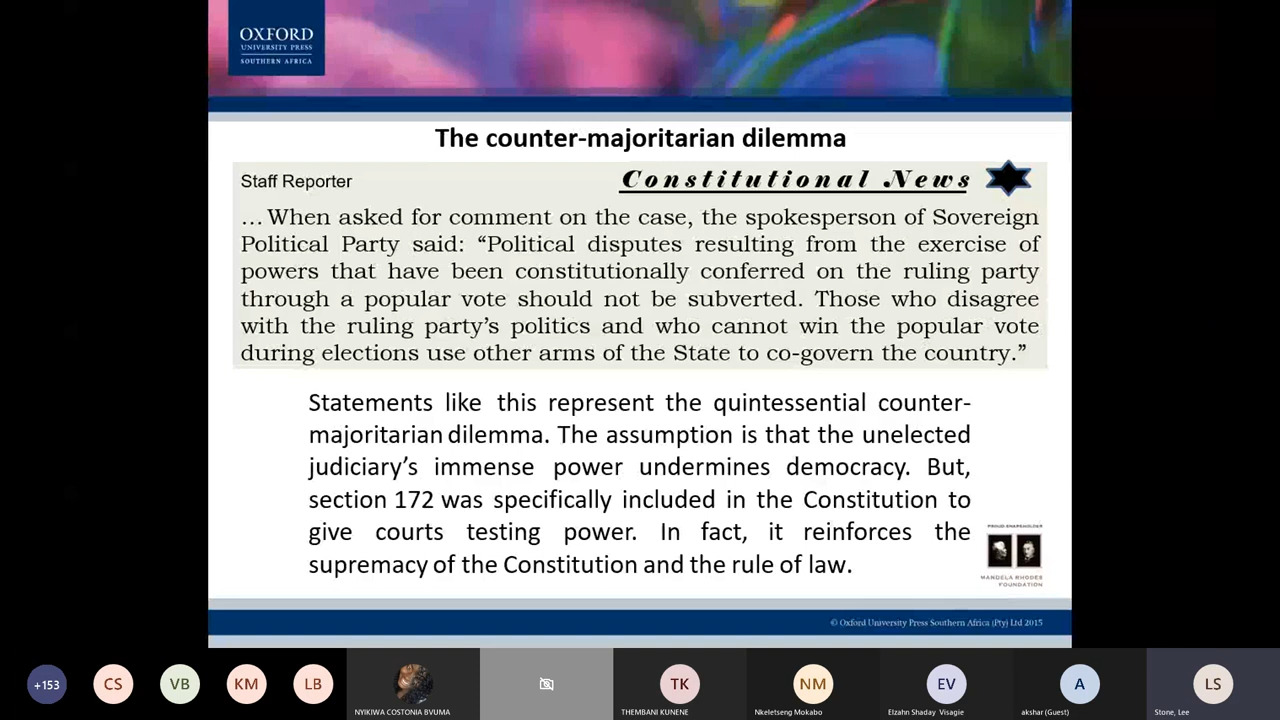 OXFORD
UNIVERSITY PRESS
SOUTHERN AFRICA
The counter-majoritarian dilemma
Staff Reporter
Constitutional News
… When asked for comment on the case, the spokesperson of Sovereign
Political Party said: “Political disputes resulting from the exercise of
powers that have been constitutionally conferred on the ruling party
through a popular vote should not be subverted. Those who disagree
with the ruling party’s politics and who cannot win the popular vote
during elections use other arms of the State to co-govern the country.”
Statements like this represent the quintessential counter-
majoritarian dilemma. The assumption is that the unelected
judiciary’s immense power undermines democracy. But,
section 172 was specifically included in the Constitution to
give courts testing power. In fact, it reinforces the
supremacy of the Constitution and the rule of law.
PROUD SHAREHOLDER
MANDELA RHODES
FOUNDATION
© Oxford University Press Southern Africa (Pty) Ltd 2015
+153
CS
VB
KM
LB
NYIKIWA COSTONIA BVUMA
TK
THEMBANI KUNENE
NM
Nkeletseng Mokabo
EV
Elzahn Shaday Visagie
A
akshar (Guest)
LS
Stone, Lee